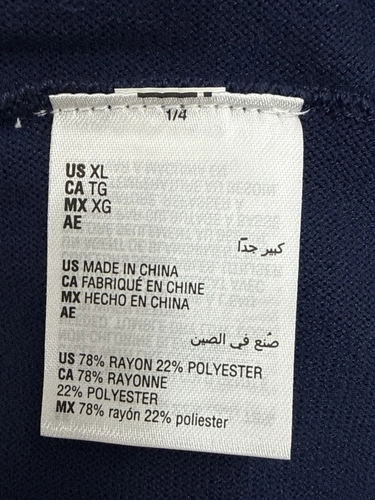 1/4
US XL
CA TG
MX XG
AE
كبير جدًا
US MADE IN CHINA
CA FABRIQUÉ EN CHINE
MX HECHO EN CHINA
AE
صُنع في الصين
US 78% RAYON 22% POLYESTER
CA 78% RAYONNE
22% POLYESTER
MX 78% rayón 22% poliester